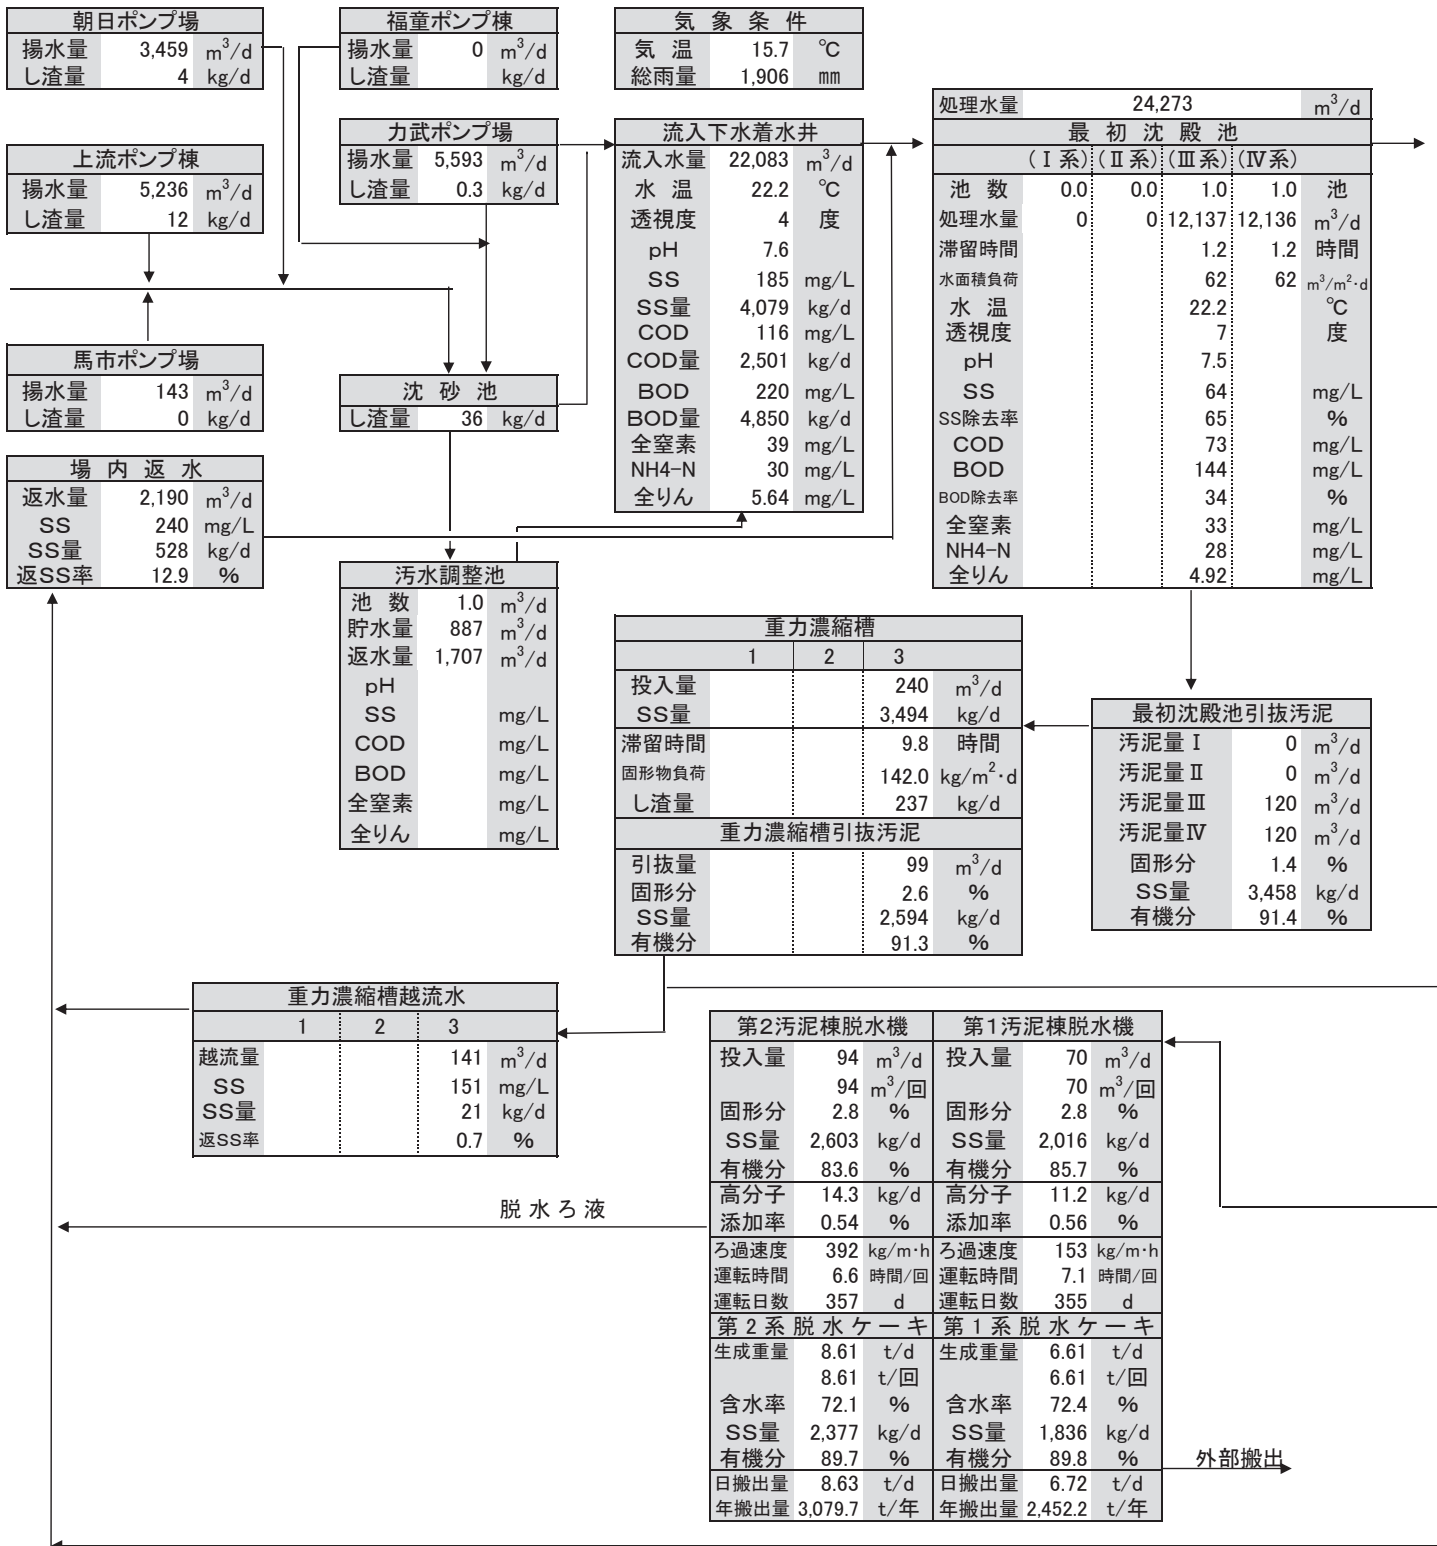 朝日ポンプ場
揚水量 3,459 m³/d
し渣量 4 kg/d
福童ポンプ棟
揚水量 0 m³/d
し渣量 kg/d
気 象 条 件
気 温 15.7 ℃
総雨量 1,906 mm
上流ポンプ棟
揚水量 5,236 m³/d
し渣量 12 kg/d
力武ポンプ場
揚水量 5,593 m³/d
し渣量 0.3 kg/d
馬市ポンプ場
揚水量 143 m³/d
し渣量 0 kg/d
沈 砂 池
し渣量 36 kg/d
場 内 返 水
返水量 2,190 m³/d
SS 240 mg/L
SS量 528 kg/d
返SS率 12.9 %
汚水調整池
池 数 1.0 m³/d
貯水量 887 m³/d
返水量 1,707 m³/d
pH
SS mg/L
COD mg/L
BOD mg/L
全窒素 mg/L
全りん mg/L
流入下水着水井
流入水量 22,083 m³/d
水 温 22.2 ℃
透視度 4 度
pH 7.6
SS 185 mg/L
SS量 4,079 kg/d
COD 116 mg/L
COD量 2,501 kg/d
BOD 220 mg/L
BOD量 4,850 kg/d
全窒素 39 mg/L
NH4-N 30 mg/L
全りん 5.64 mg/L
処理水量 24,273 m³/d
最 初 沈 殿 池
(Ⅰ系) (Ⅱ系) (Ⅲ系) (Ⅳ系)
池 数 0.0 0.0 1.0 1.0 池
処理水量 0 0 12,137 12,136 m³/d
滞留時間 1.2 1.2 時間
水面積負荷 62 62 m³/m²・d
水 温 22.2 ℃
透視度 7 度
pH 7.5
SS 64 mg/L
SS除去率 65 %
COD 73 mg/L
BOD 144 mg/L
BOD除去率 34 %
全窒素 33 mg/L
NH4-N 28 mg/L
全りん 4.92 mg/L
重力濃縮槽
1 2 3
投入量 240 m³/d
SS量 3,494 kg/d
滞留時間 9.8 時間
固形物負荷 142.0 kg/m²・d
し渣量 237 kg/d
重力濃縮槽引抜汚泥
引抜量 99 m³/d
固形分 2.6 %
SS量 2,594 kg/d
有機分 91.3 %
最初沈殿池引抜汚泥
汚泥量Ⅰ 0 m³/d
汚泥量Ⅱ 0 m³/d
汚泥量Ⅲ 120 m³/d
汚泥量Ⅳ 120 m³/d
固形分 1.4 %
SS量 3,458 kg/d
有機分 91.4 %
重力濃縮槽越流水
1 2 3
越流量 141 m³/d
SS 151 mg/L
SS量 21 kg/d
返SS率 0.7 %
脱水ろ液
第2汚泥棟脱水機 第1汚泥棟脱水機
投入量 94 m³/d 投入量 70 m³/d
94 m³/回 70 m³/回
固形分 2.8 % 固形分 2.8 %
SS量 2,603 kg/d SS量 2,016 kg/d
有機分 83.6 % 有機分 85.7 %
高分子 14.3 kg/d 高分子 11.2 kg/d
添加率 0.54 % 添加率 0.56 %
ろ過速度 392 kg/m・h ろ過速度 153 kg/m・h
運転時間 6.6 時間/回 運転時間 7.1 時間/回
運転日数 357 d 運転日数 355 d
第2系脱水ケーキ 第1系脱水ケーキ
生成重量 8.61 t/d 生成重量 6.61 t/d
8.61 t/回 6.61 t/回
含水率 72.1 % 含水率 72.4 %
SS量 2,377 kg/d SS量 1,836 kg/d
有機分 89.7 % 有機分 89.8 %
日搬出量 8.63 t/d 日搬出量 6.72 t/d
年搬出量 3,079.7 t/年 年搬出量 2,452.2 t/年
外部搬出